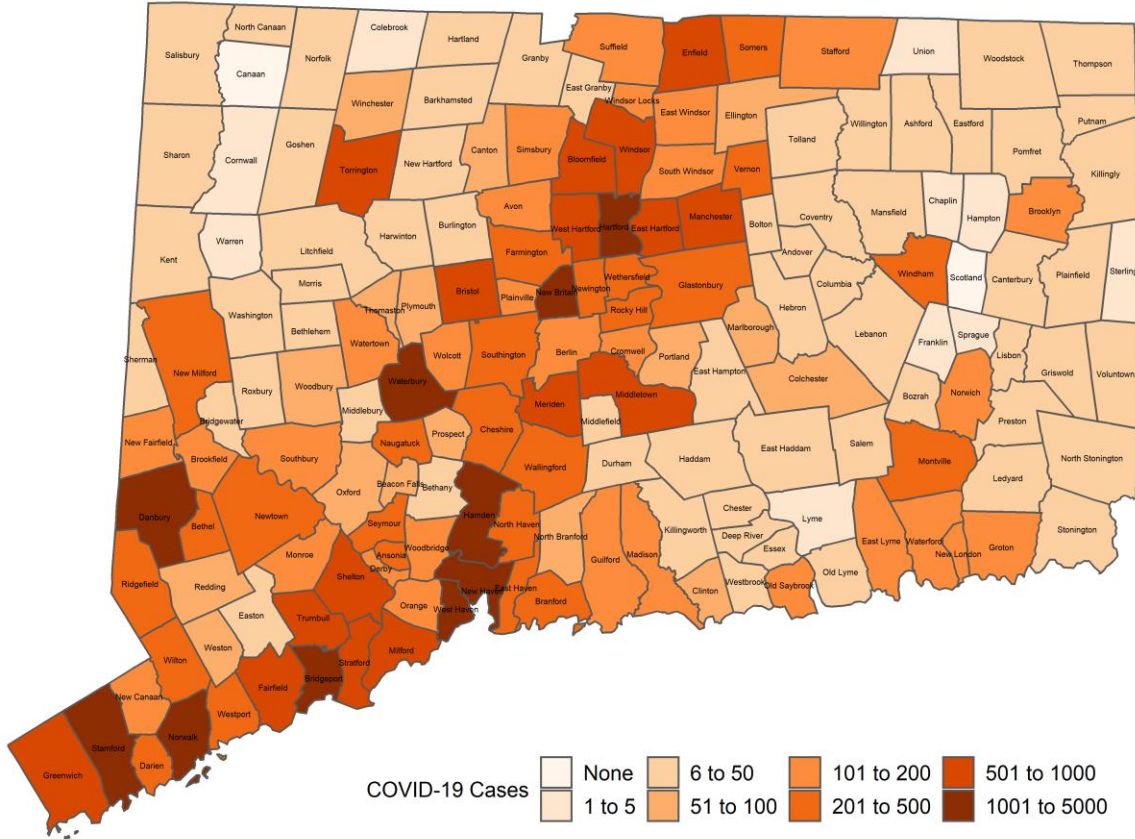 North Canaan
Colebrook
Hartland
Salisbury
Norfolk
Canaan
Granby
Suffield
Enfield
Somers
Stafford
Union
Woodstock
Thompson
East Granby
Windsor Locks
Winchester
Barkhamsted
East Windsor
Ellington
Willington
Ashford
Eastford
Putnam
Sharon
Cornwall
Goshen
Torrington
New Hartford
Canton
Simsbury
Bloomfield
Windsor
South Windsor
Vernon
Tolland
Pomfret
Killingly
Avon
Mansfield
Chaplin
Hampton
Brooklyn
Kent
Warren
Litchfield
Harwinton
Burlington
West Hartford
Hartford
East Hartford
Manchester
Bolton
Coventry
Andover
Farmington
Morris
Bristol
Plainville
New Britain
Newington
Wethersfield
Glastonbury
Columbia
Windham
Scotland
Canterbury
Plainfield
Sterling
Washington
Bethlehem
Thomaston
Plymouth
Rocky Hill
Hebron
Lebanon
Sherman
New Milford
Watertown
Wolcott
Southington
Berlin
Cromwell
Portland
Marlborough
Franklin
Sprague
Lisbon
Griswold
Voluntown
Roxbury
Woodbury
Waterbury
East Hampton
Colchester
Bozrah
Norwich
Preston
Bridgewater
Middlebury
Meriden
Middletown
Middlefield
New Fairfield
Brookfield
Southbury
Naugatuck
Prospect
Cheshire
Wallingford
Durham
Haddam
East Haddam
Salem
Montville
North Stonington
Ledyard
Danbury
Bethel
Newtown
Oxford
Beacon Falls
Bethany
Hamden
North Haven
Seymour
Woodbridge
Ansonia
Derby
Monroe
North Branford
Guilford
Madison
Killingworth
Chester
Deep River
Essex
Lyme
East Lyme
Waterford
New London
Groton
Stonington
Ridgefield
Redding
Easton
Shelton
Orange
New Haven
East Haven
West Haven
Branford
Clinton
Westbrook
Old Saybrook
Old Lyme
Wilton
Weston
Trumbull
Bridgeport
Stratford
Milford
New Canaan
Fairfield
Westport
Norwalk
Darien
Stamford
Greenwich
COVID-19 Cases
None
1 to 5
6 to 50
51 to 100
101 to 200
201 to 500
501 to 1000
1001 to 5000